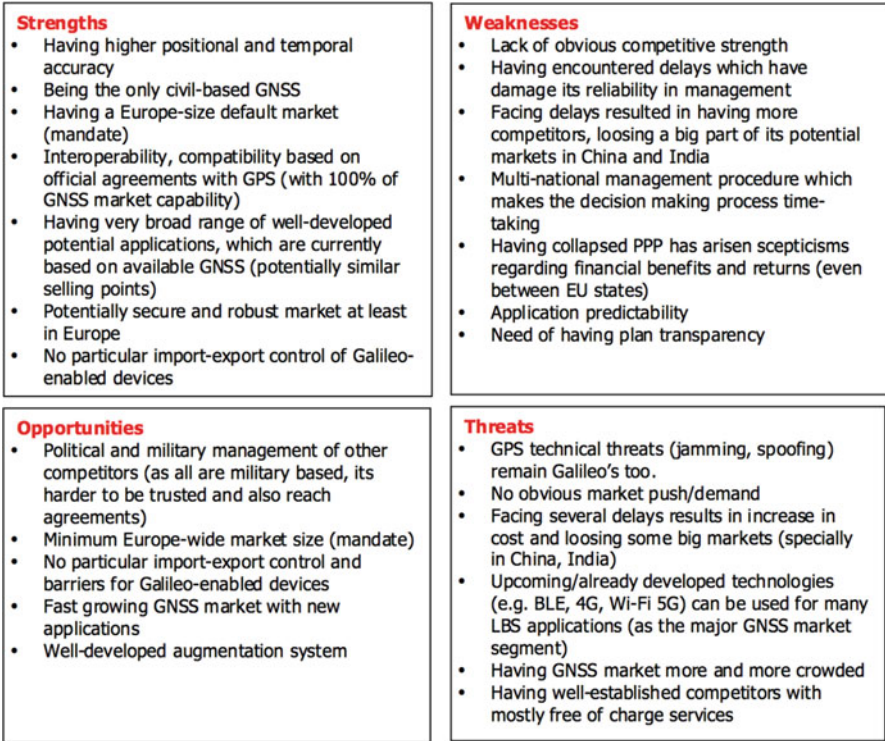 Strengths
• Having higher positional and temporal
accuracy
• Being the only civil-based GNSS
• Having a Europe-size default market
(mandate)
• Interoperability, compatibility based on
official agreements with GPS (with 100% of
GNSS market capability)
• Having very broad range of well-developed
potential applications, which are currently
based on available GNSS (potentially similar
selling points)
• Potentially secure and robust market at least
in Europe
• No particular import-export control of Galileo-
enabled devices
Weaknesses
• Lack of obvious competitive strength
• Having encountered delays which have
damage its reliability in management
• Facing delays resulted in having more
competitors, loosing a big part of its potential
markets in China and India
• Multi-national management procedure which
makes the decision making process time-
taking
• Having collapsed PPP has arisen scepticisms
regarding financial benefits and returns (even
between EU states)
• Application predictability
• Need of having plan transparency
Opportunities
• Political and military management of other
competitors (as all are military based, its
harder to be trusted and also reach
agreements)
• Minimum Europe-wide market size (mandate)
• No particular import-export control and
barriers for Galileo-enabled devices
• Fast growing GNSS market with new
applications
• Well-developed augmentation system
Threats
• GPS technical threats (jamming, spoofing)
remain Galileo's too.
• No obvious market push/demand
• Facing several delays results in increase in
cost and loosing some big markets (specially
in China, India)
• Upcoming/already developed technologies
(e.g. BLE, 4G, Wi-Fi 5G) can be used for many
LBS applications (as the major GNSS market
segment)
• Having GNSS market more and more crowded
• Having well-established competitors with
mostly free of charge services